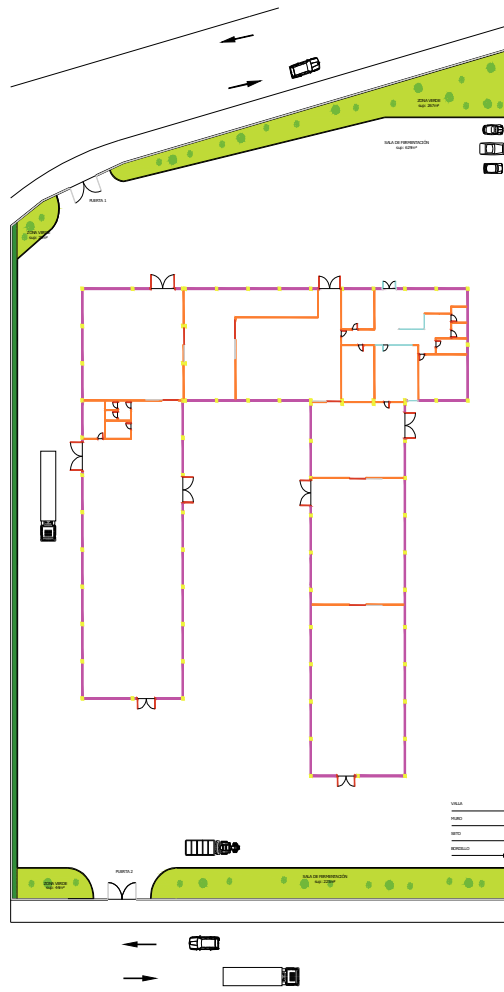 ZONA VERDE
SALA DE FERMENTACIÓN
PUERTA 1
ZONA VERDE
VALLA
MURO
SETO
BORDILLO
PUERTA 2
SALA DE FERMENTACIÓN
ZONA VERDE